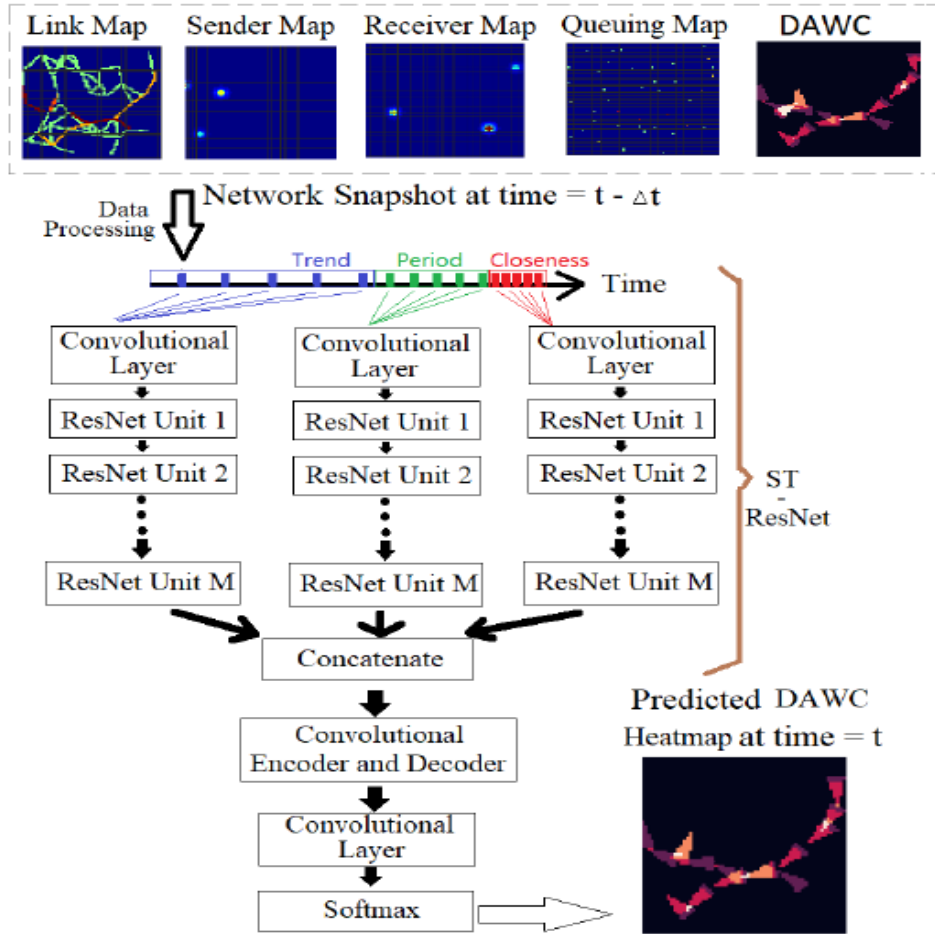 Link Map
Sender Map
Receiver Map
Queuing Map
DAWC
Data
Processing
Network Snapshot at time = t - △t
Trend
Period
Closeness
Time
Convolutional
Layer
Convolutional
Layer
Convolutional
Layer
ResNet Unit 1
ResNet Unit 1
ResNet Unit 1
ResNet Unit 2
ResNet Unit 2
ResNet Unit 2
ST
-
ResNet
ResNet Unit M
ResNet Unit M
ResNet Unit M
Concatenate
Convolutional
Encoder and Decoder
Convolutional
Layer
Softmax
Predicted DAWC
Heatmap at time = t